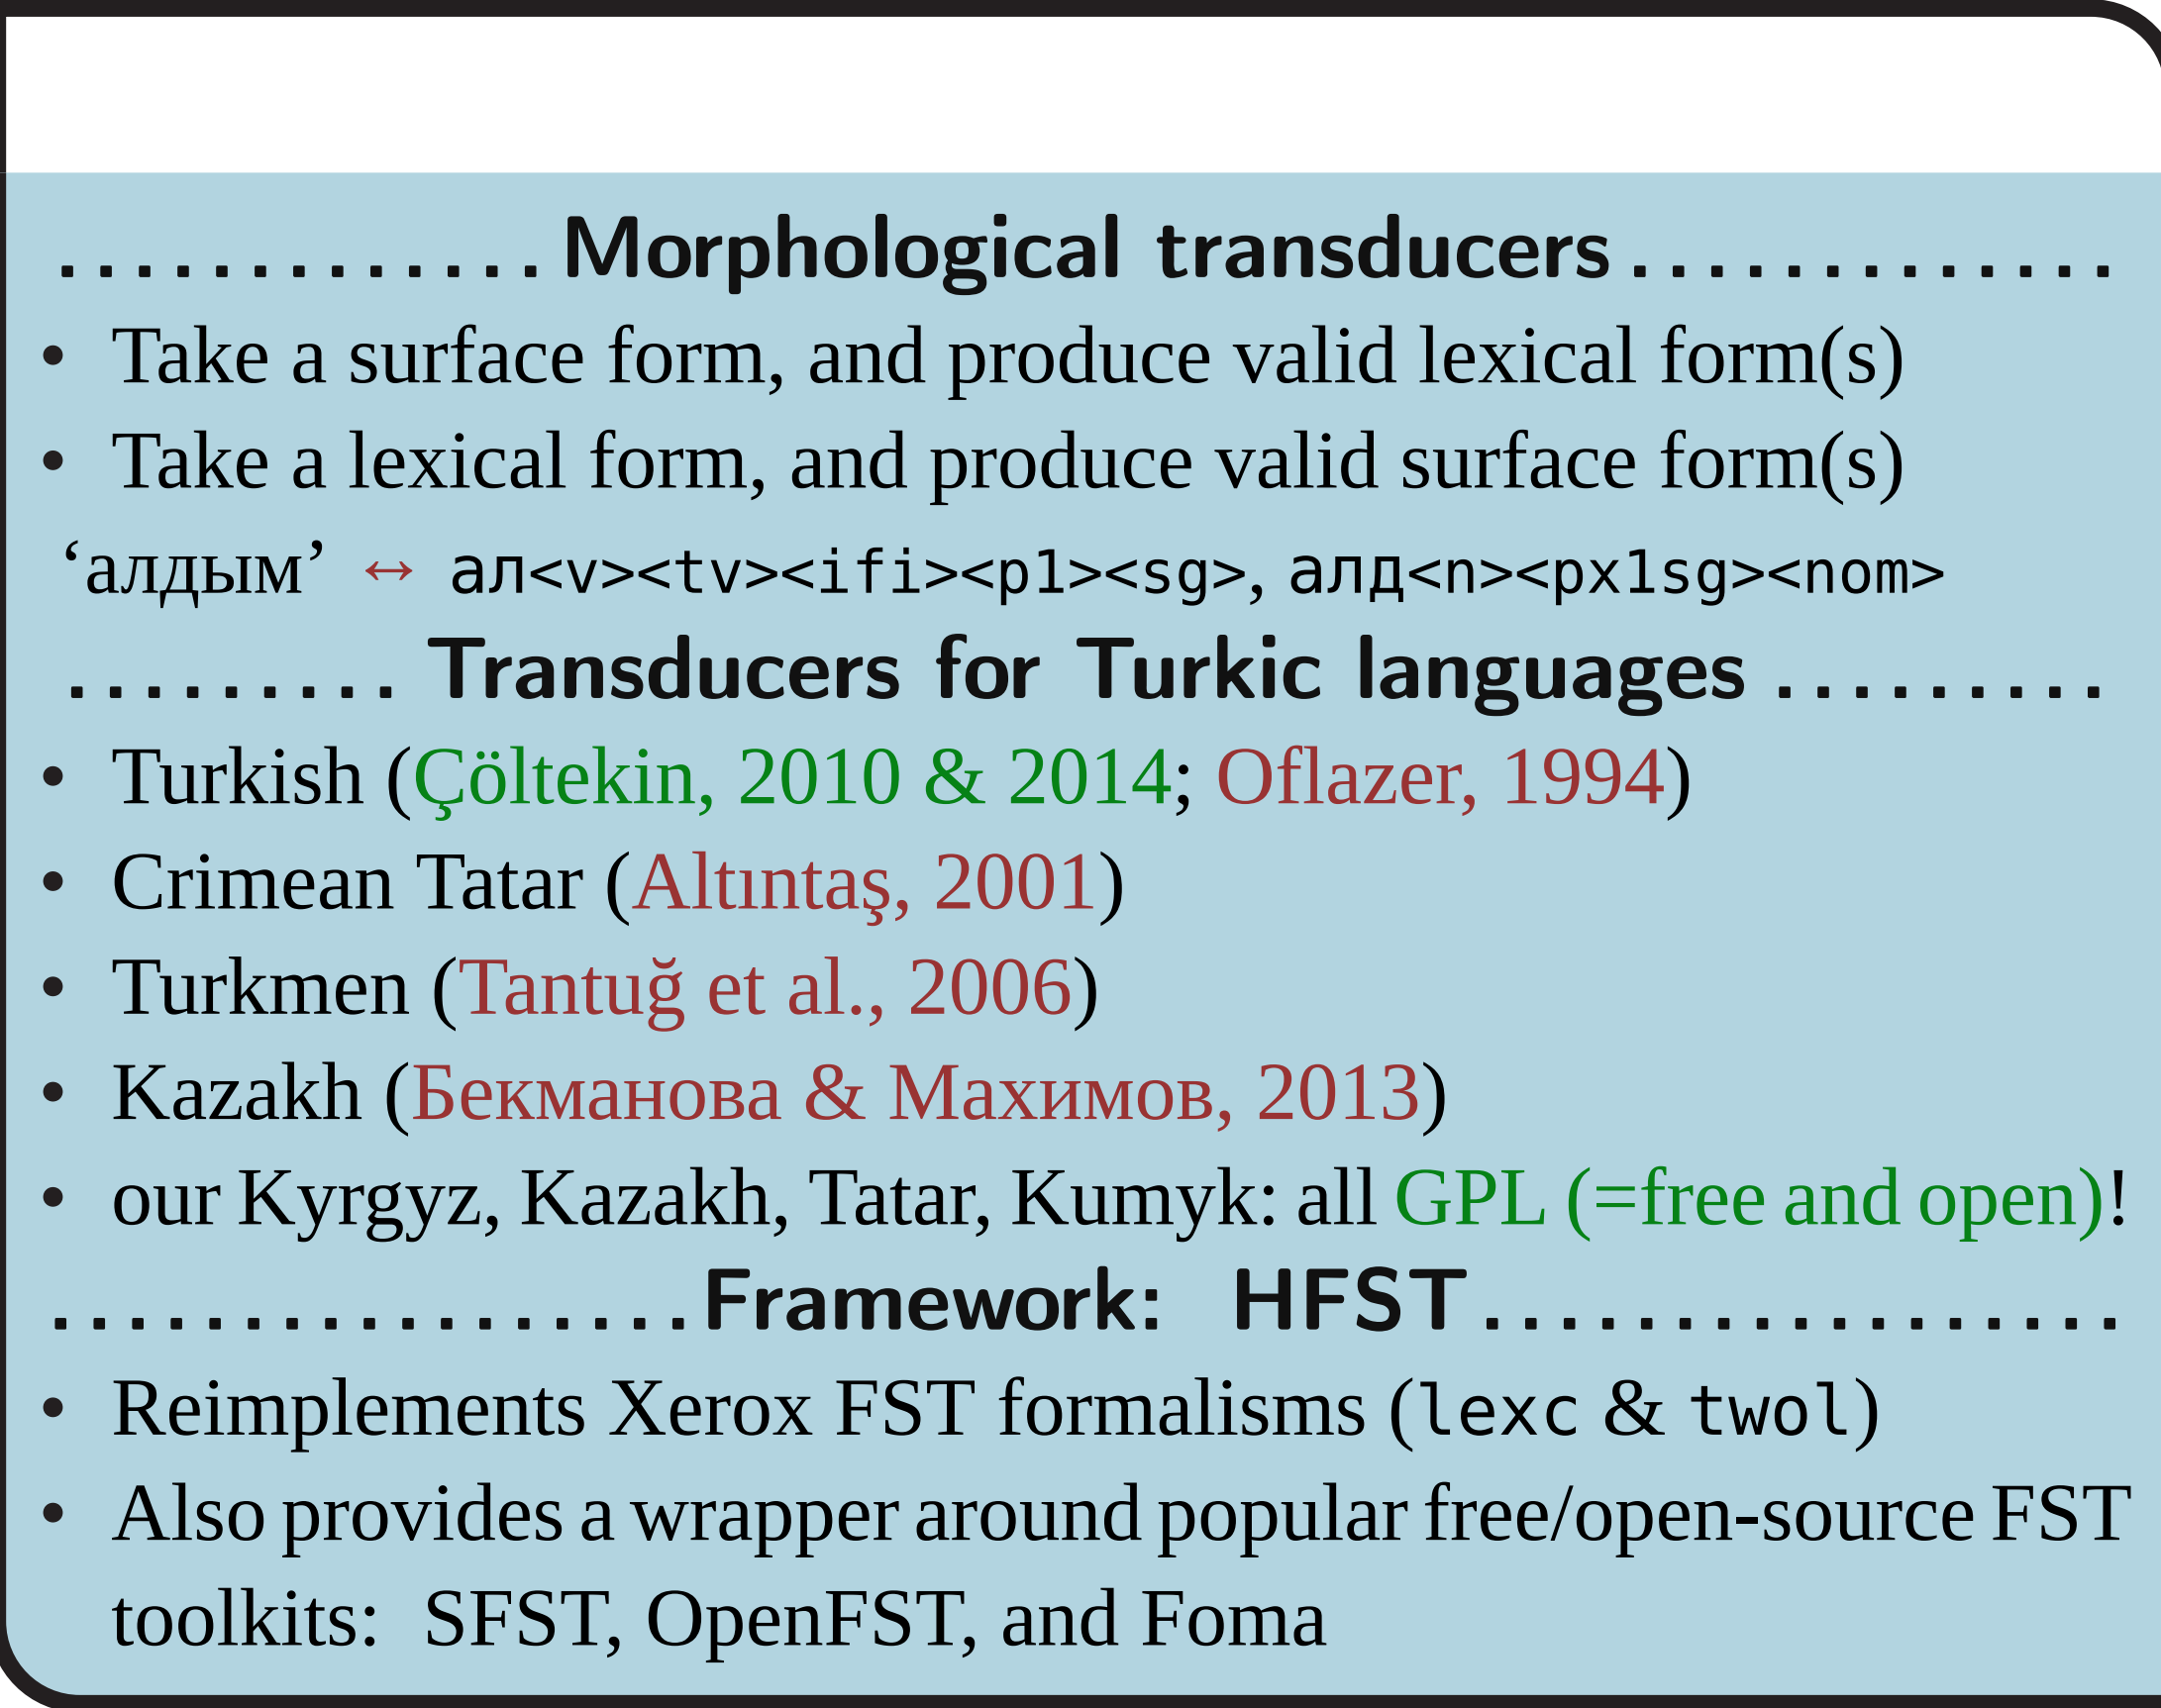 . . . . . . . . . . . . . Morphological transducers . . . . . . . . . . . . .
• Take a surface form, and produce valid lexical form(s)
• Take a lexical form, and produce valid surface form(s)
‘алдым’ ↔ ал<v><tv><ifi><p1><sg>, алд<n><px1sg><nom>
. . . . . . . . . Transducers for Turkic languages . . . . . . . . .
• Turkish (Çöltekin, 2010 & 2014; Oflazer, 1994)
• Crimean Tatar (Altıntaş, 2001)
• Turkmen (Tantuğ et al., 2006)
• Kazakh (Бекманова & Махимов, 2013)
• our Kyrgyz, Kazakh, Tatar, Kumyk: all GPL (=free and open)!
. . . . . . . . . . . . . . . . . Framework: HFST . . . . . . . . . . . . . . . . .
• Reimplements Xerox FST formalisms (lexc & twol)
• Also provides a wrapper around popular free/open-source FST
toolkits: SFST, OpenFST, and Foma